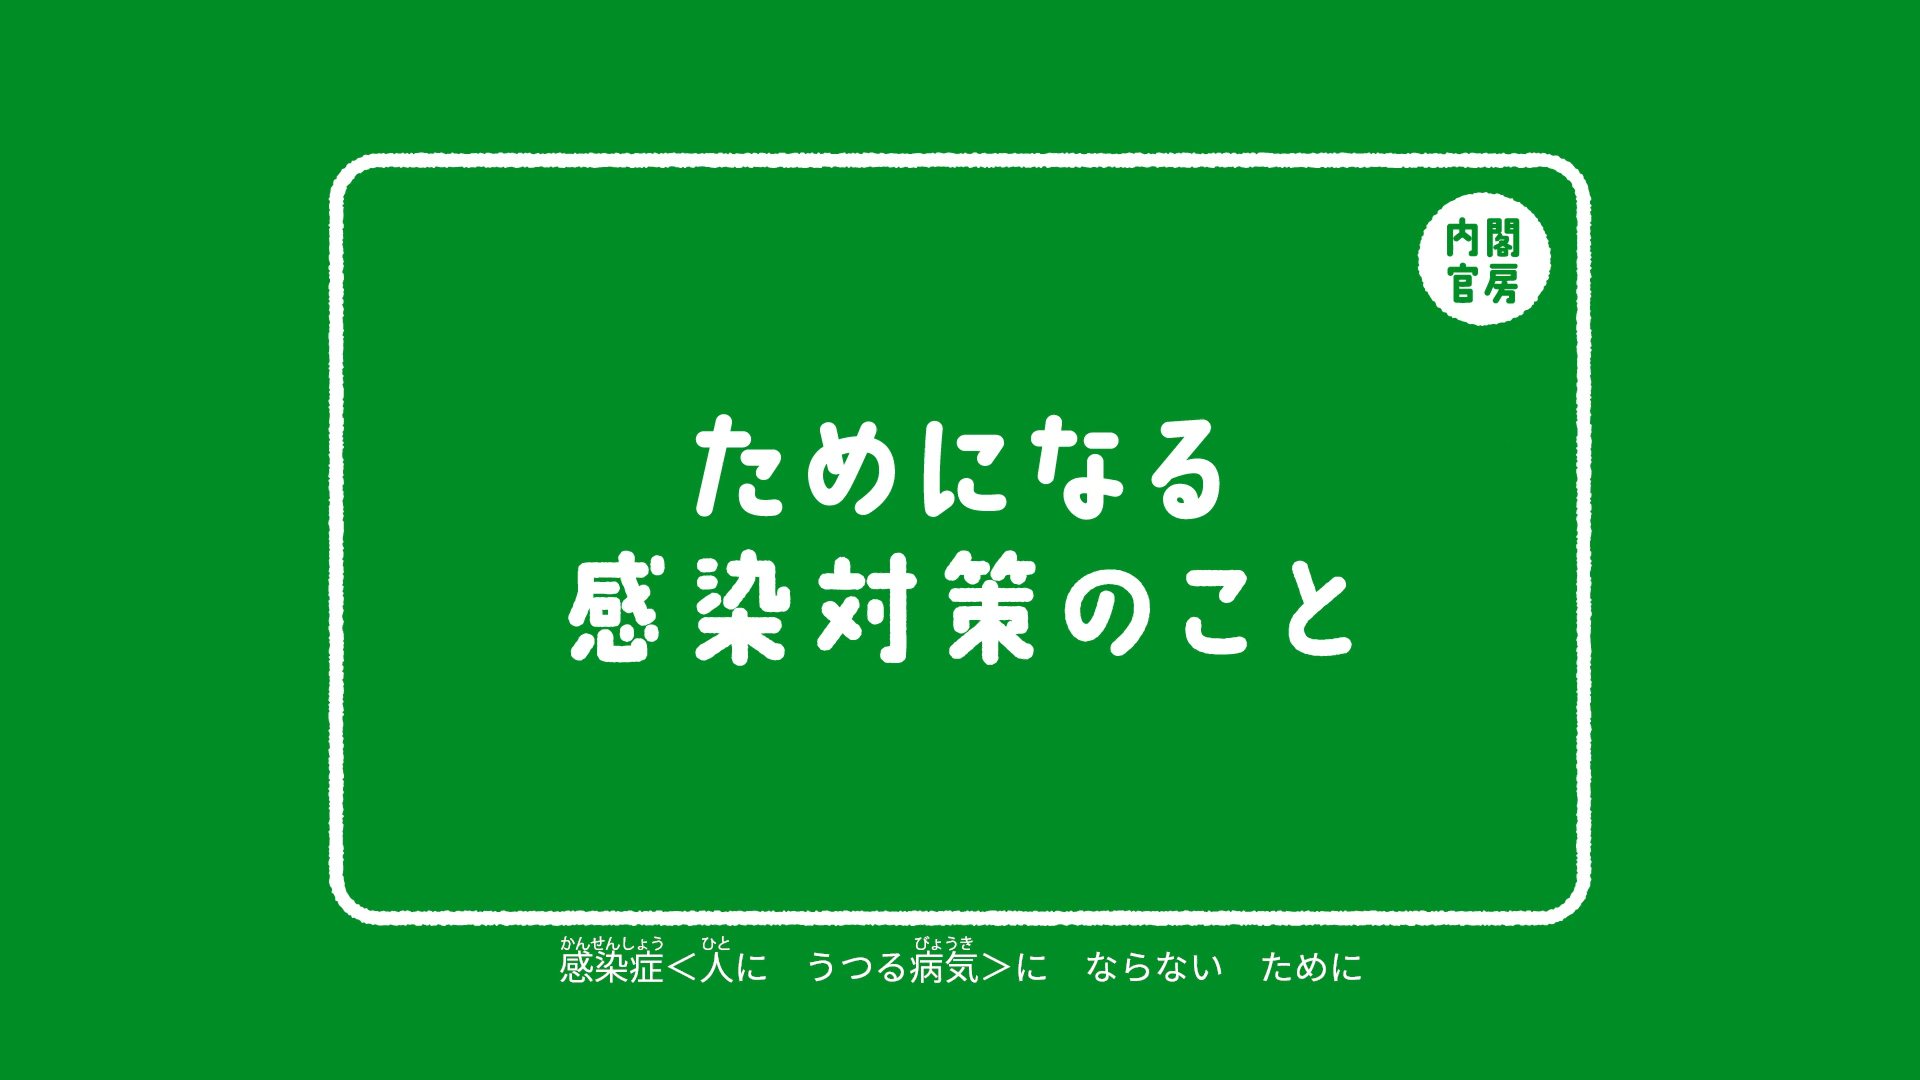 内閣
官房
ためになる
感染対策のこと
かんせんしょう ひと びょうき
感染症＜人に　うつる病気＞に　ならない　ために